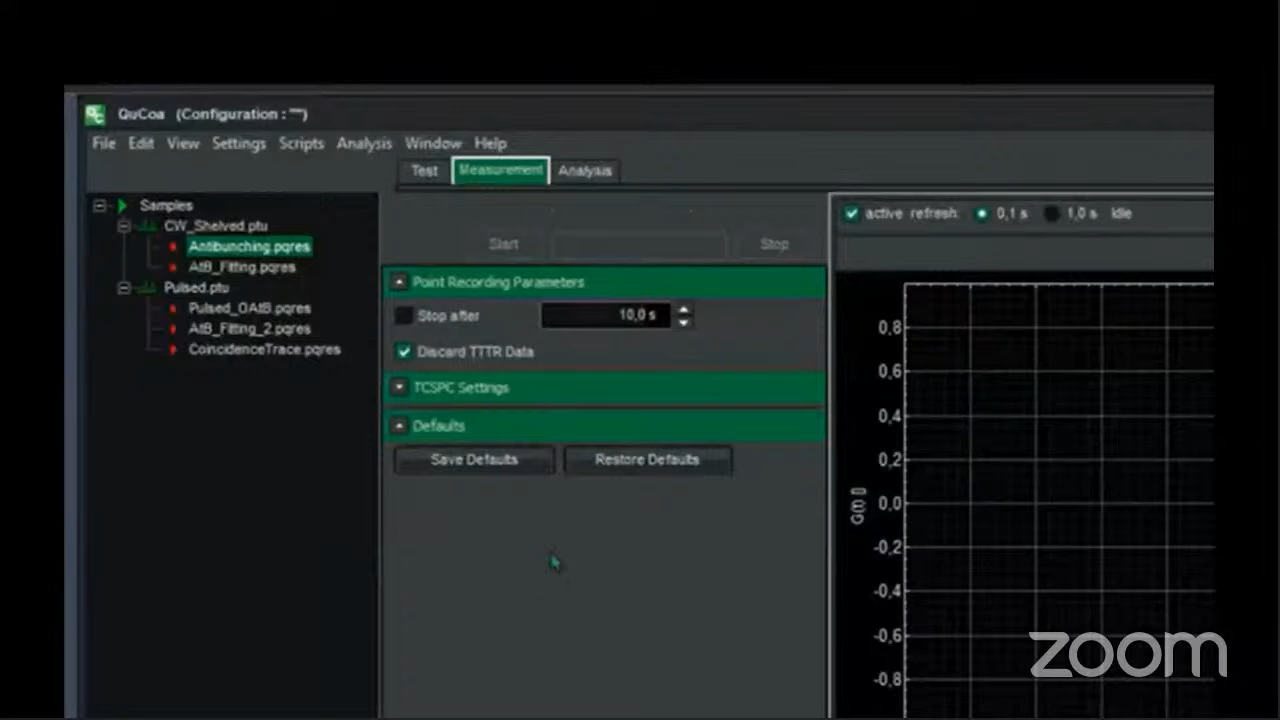 QuCoa (Configuration : "")
File Edit View Settings Scripts Analysis Window Help
Test Measurement Analysis
Samples
CW_Shelved.ptu
Antibunching.pqres
AtB_Fitting.pqres
Pulsed.ptu
Pulsed_OAtB.pqres
AtB_Fitting_2.pqres
CoincidenceTrace.pqres
Start Stop
Point Recording Parameters
Stop after 10,0 s
Discard TTTR Data
TCSPC Settings
Defaults
Save Defaults Restore Defaults
active refresh: 0,1 s 1,0 s Idle
0,8
0,6
0,4
0,2
0,0
-0,2
-0,4
-0,6
-0,8
G(t) []
zoom